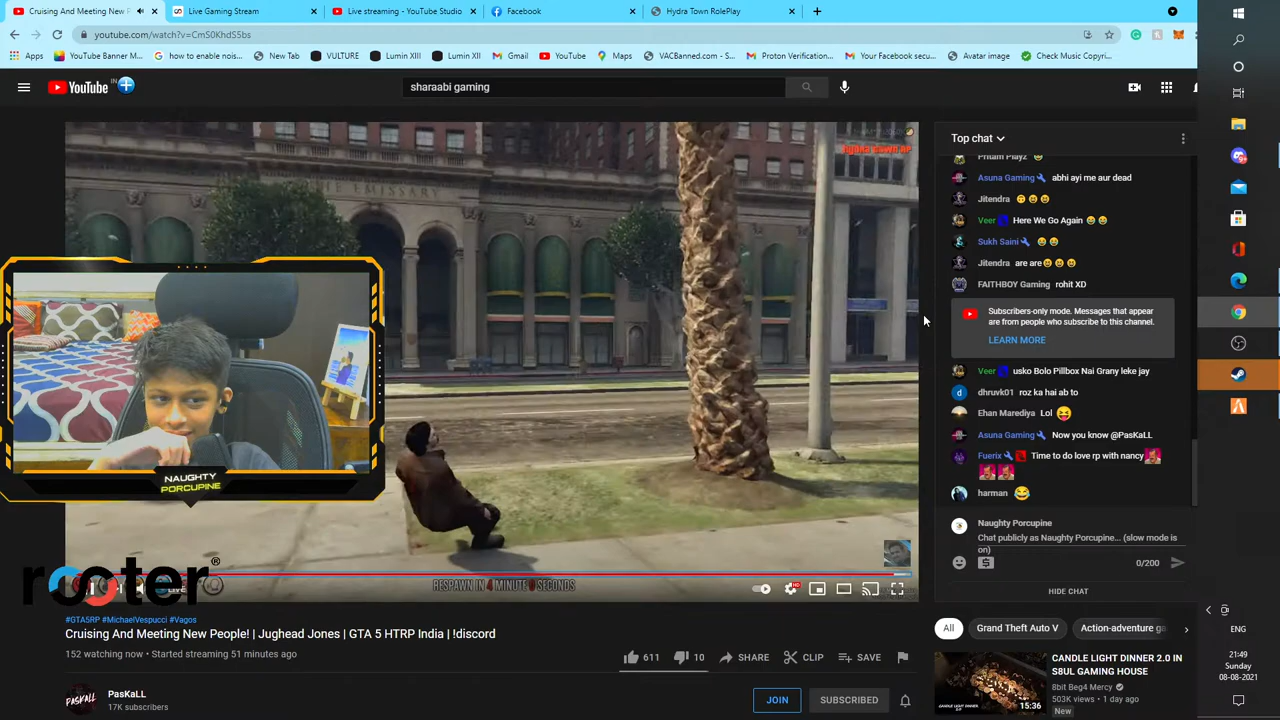 Cruising And Meeting New P
Live Gaming Stream
Live streaming - YouTube Studio
Facebook
Hydra Town RolePlay
youtube.com/watch?v=CmS0KhdS5bs
Apps
YouTube Banner M...
how to enable nois...
New Tab
VULTURE
Lumin XIII
Lumin XII
Gmail
YouTube
Maps
VACBanned.com - S...
Proton Verification...
Your Facebook secu...
Avatar image
Check Music Copyri...
YouTube
IN
sharaabi gaming
Top chat
Pritam Playz
Asuna Gaming abhi ayi me aur dead
Jitendra
Veer Here We Go Again
Sukh Saini
Jitendra are are
FAITHBOY Gaming rohit XD
Subscribers-only mode. Messages that appear
are from people who subscribe to this channel.
LEARN MORE
Veer usko Bolo Pillbox Nai Grany leke jay
dhruvk01 roz ka hai ab to
Ehan Marediya Lol
Asuna Gaming Now you know @PasKaLL
Fuerix Time to do love rp with nancy
harman
Naughty Porcupine
Chat publicly as Naughty Porcupine... (slow mode is
on)
0/200
HIDE CHAT
NAUGHTY
PORCUPINE
rooter®
LIVE
RESPAWN IN 4 MINUTE 0 SECONDS
HD
#GTA5RP #MichaelVespucci #Vagos
Cruising And Meeting New People! | Jughead Jones | GTA 5 HTRP India | !discord
152 watching now • Started streaming 51 minutes ago
611
10
SHARE
CLIP
SAVE
PASKALL
PasKaLL
17K subscribers
JOIN
SUBSCRIBED
All
Grand Theft Auto V
Action-adventure ga
CANDLE LIGHT DINNER 2.0 IN
S8UL GAMING HOUSE
8bit Beg4 Mercy
503K views • 1 day ago
New
15:36
ENG
21:49
Sunday
08-08-2021